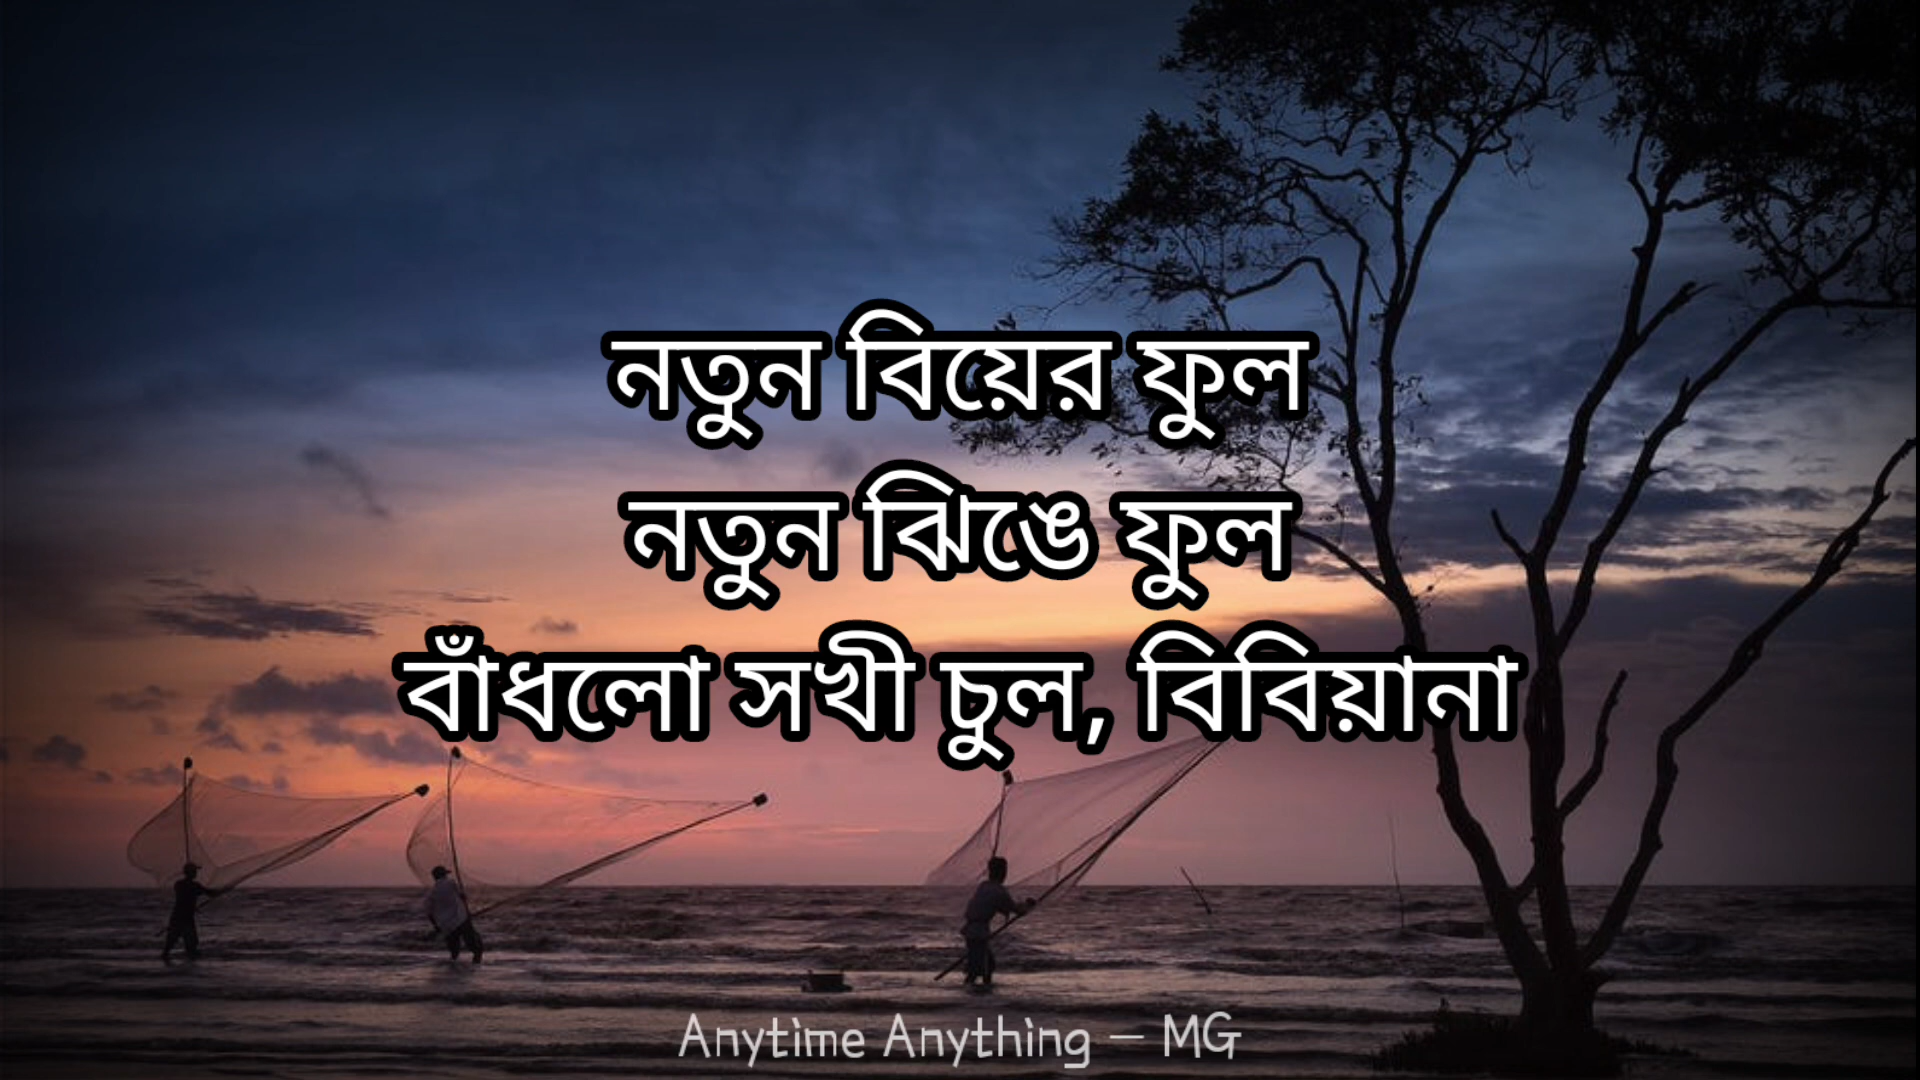 নতুন বিয়ের ফুল
নতুন ঝিঙে ফুল
বাঁধলো সখী চুল, বিবিয়ানা
Anytime Anything – MG